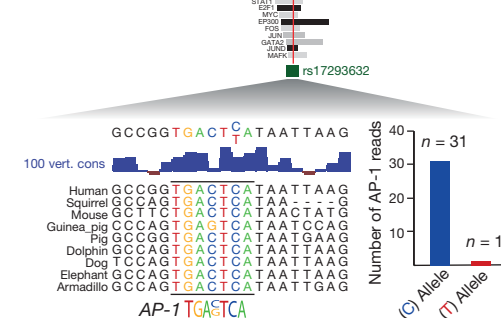 STAT1
E2F1
MYC
EP300
FOS
JUN
GATA2
JUND
MAFK
rs17293632
GCCGGTGACTCATAATTAAG
T
100 vert. cons
Human GCCGGTGACTCATAATTAAG
Squirrel GCCAGTGACTCATAA----G
Mouse GCTTCTGACTCATAACTATG
Guinea_pig GCCAGTGAGTCATAATCCAG
Pig GCCGGTGACTCATAATGAAG
Dolphin GCCAGTGACTCATAATTAAG
Dog TCCAGTGACTCATAATTAAG
Elephant GCCAGTGACTCATAATTAAG
Armadillo GCCAGTGACTCATAATTGAG
AP-1 TGACTCA
Number of AP-1 reads
40
30
20
10
n = 31
n = 1
(C) Allele
(T) Allele